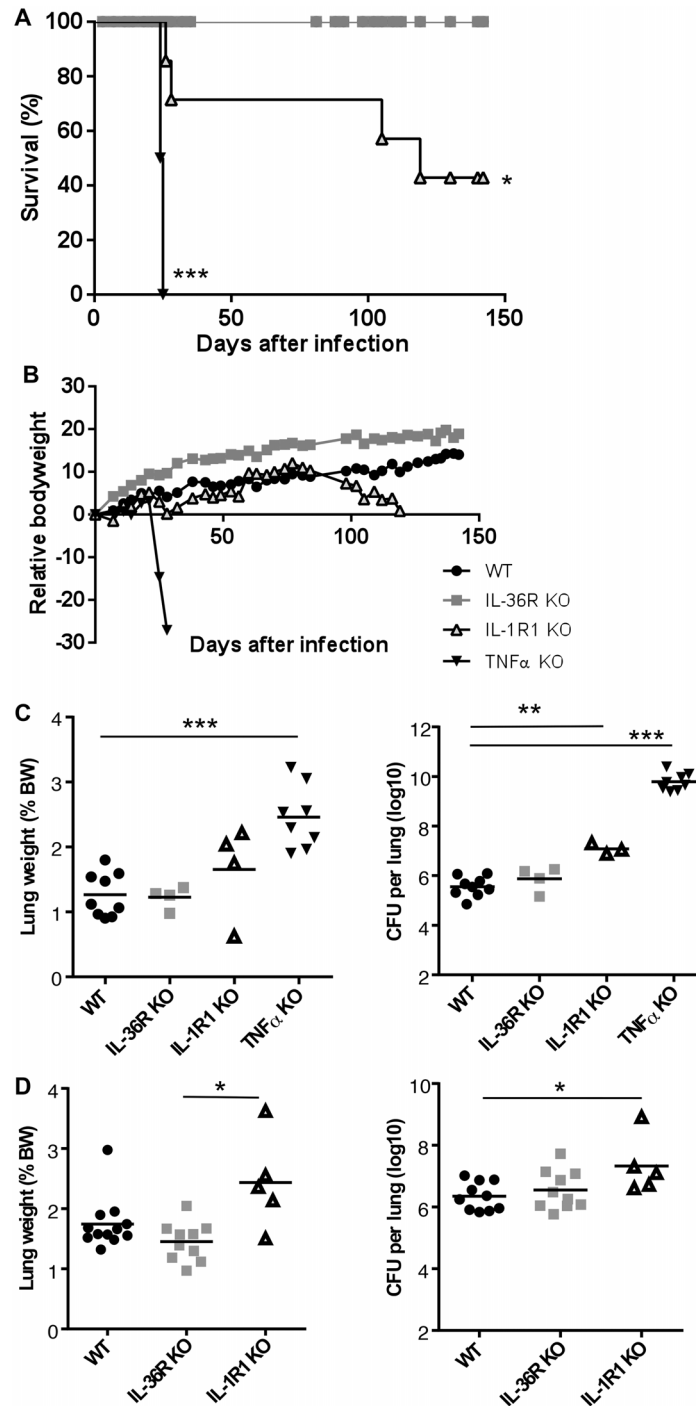 A
Survival (%)
100
80
60
40
20
0
*
***
0 50 100 150
Days after infection
B
Relative bodyweight
30
20
10
0
-10
-20
-30
50 100 150
WT
IL-36R KO
IL-1R1 KO
TNFα KO
Days after infection
C
Lung weight (% BW)
4
3
2
1
0
***
WT
IL-36R KO
IL-1R1 KO
TNFα KO
CFU per lung (log10)
12
10
8
6
4
2
**
***
WT
IL-36R KO
IL-1R1 KO
TNFα KO
D
Lung weight (% BW)
4
3
2
1
0
*
WT
IL-36R KO
IL-1R1 KO
CFU per lung (log10)
10
8
6
4
2
*
WT
IL-36R KO
IL-1R1 KO